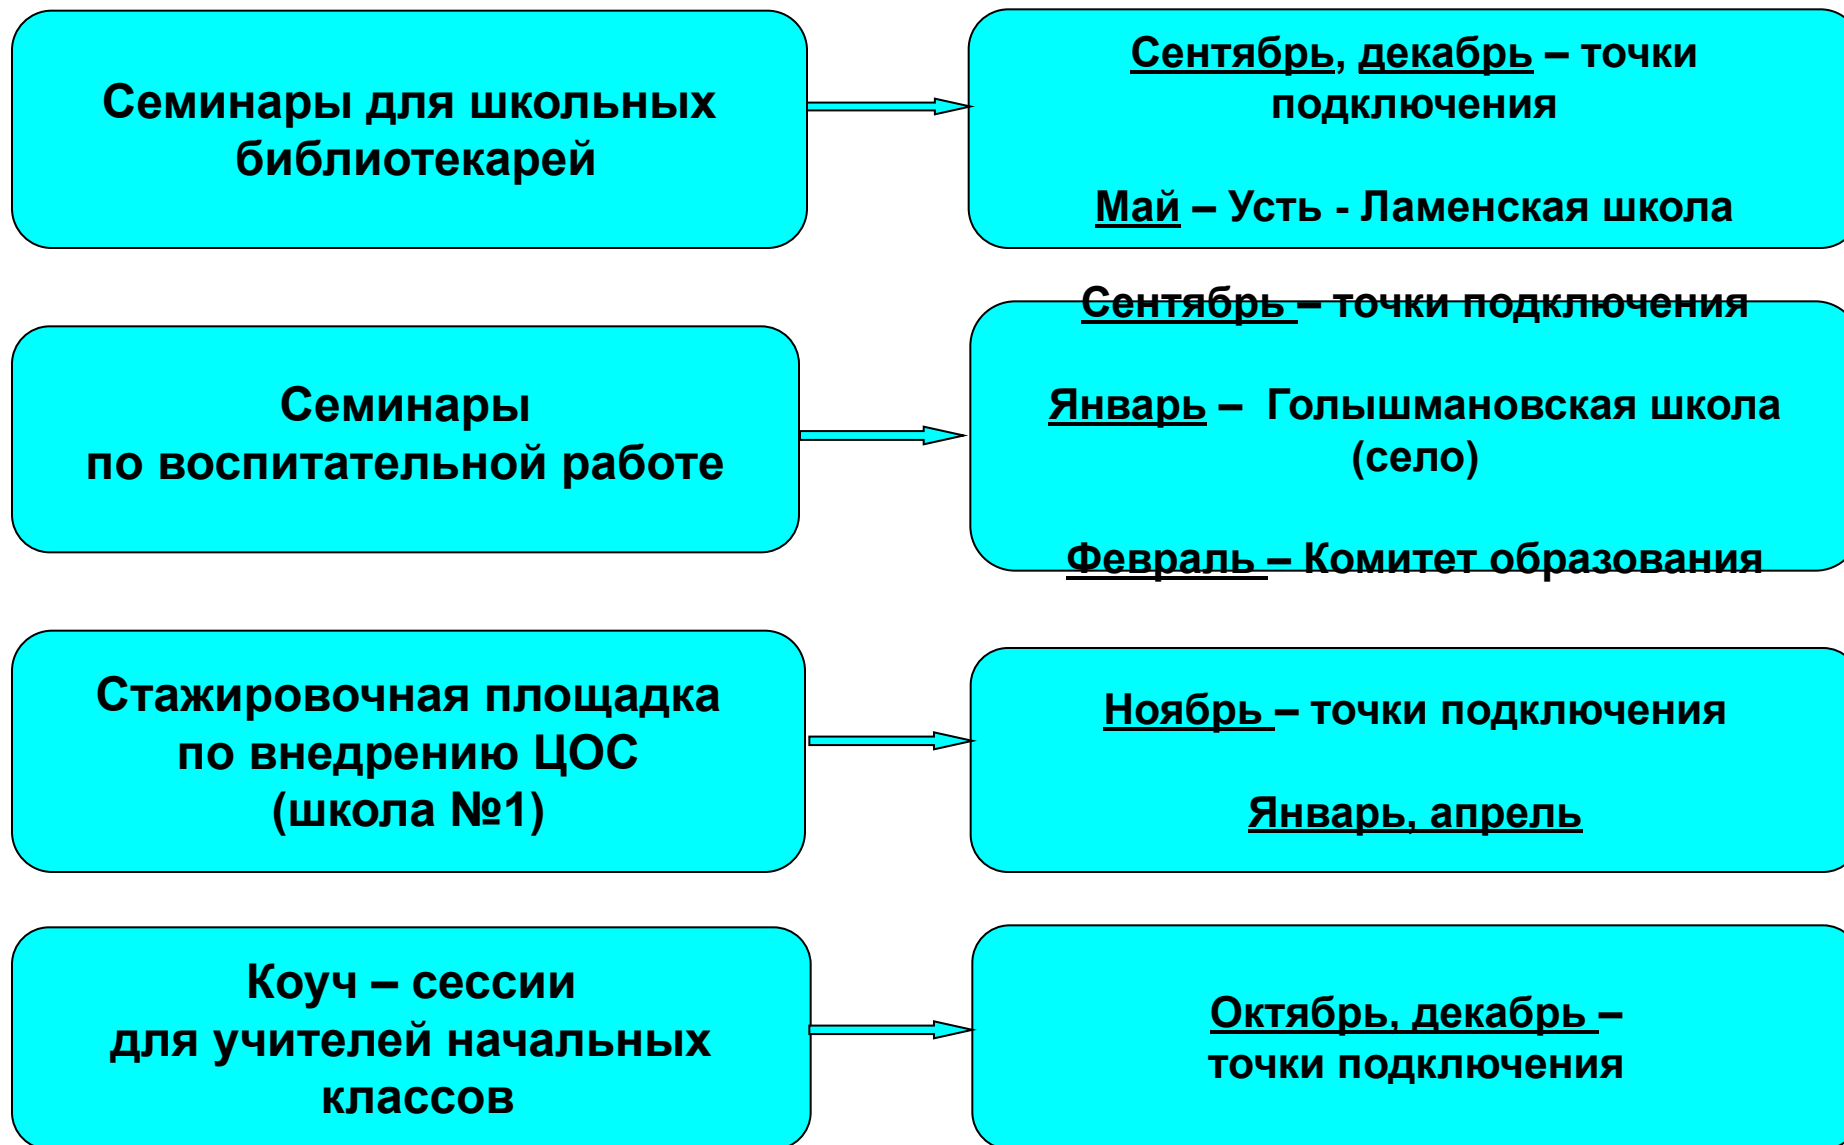 Семинары для школьных
библиотекарей
Сентябрь, декабрь – точки
подключения
Май – Усть - Ламенская школа
Семинары
по воспитательной работе
Сентябрь – точки подключения
Январь – Голышмановская школа
(село)
Февраль – Комитет образования
Стажировочная площадка
по внедрению ЦОС
(школа №1)
Ноябрь – точки подключения
Январь, апрель
Коуч – сессии
для учителей начальных
классов
Октябрь, декабрь –
точки подключения